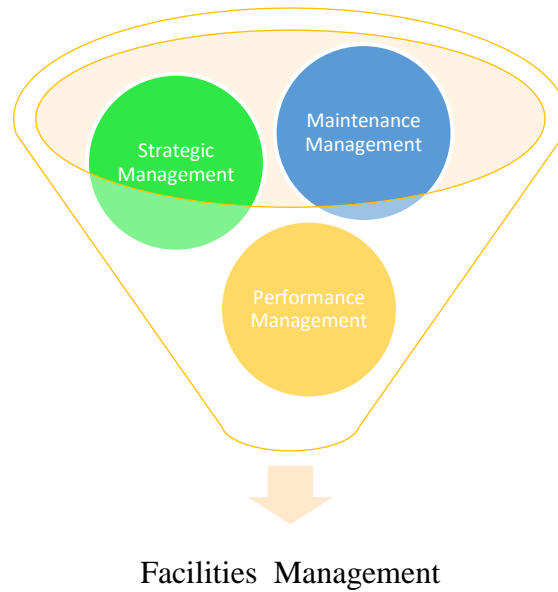 Maintenance
Management
Strategic
Management
Performance
Management
Facilities Management